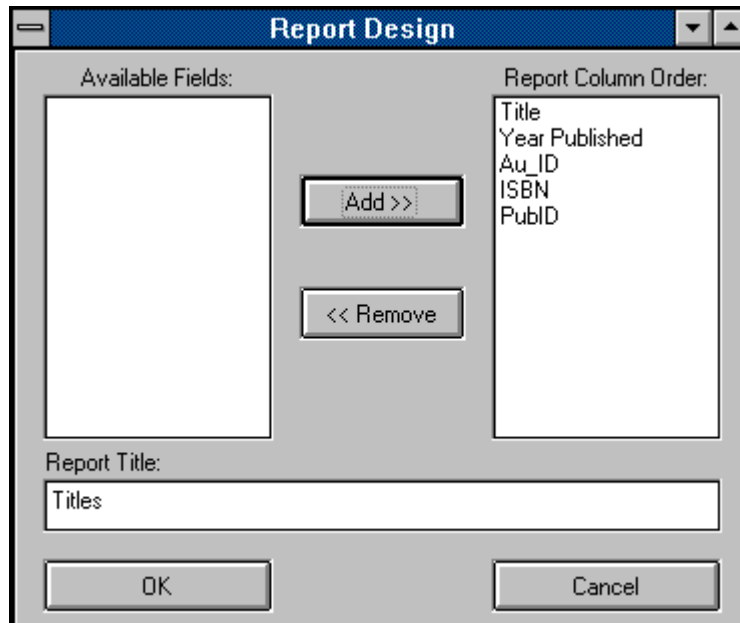 Report Design
Available Fields:
Report Column Order:
Title
Year Published
Au_ID
ISBN
PubID
Add >>
<< Remove
Report Title:
Titles
OK
Cancel